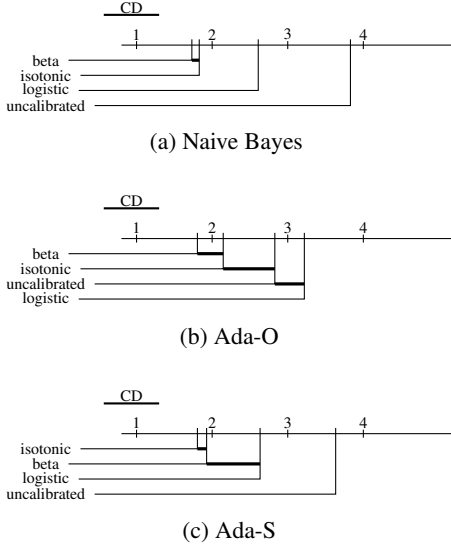 CD
1 2 3 4
beta
isotonic
logistic
uncalibrated
(a) Naive Bayes
CD
1 2 3 4
beta
isotonic
uncalibrated
logistic
(b) Ada-O
CD
1 2 3 4
isotonic
beta
logistic
uncalibrated
(c) Ada-S